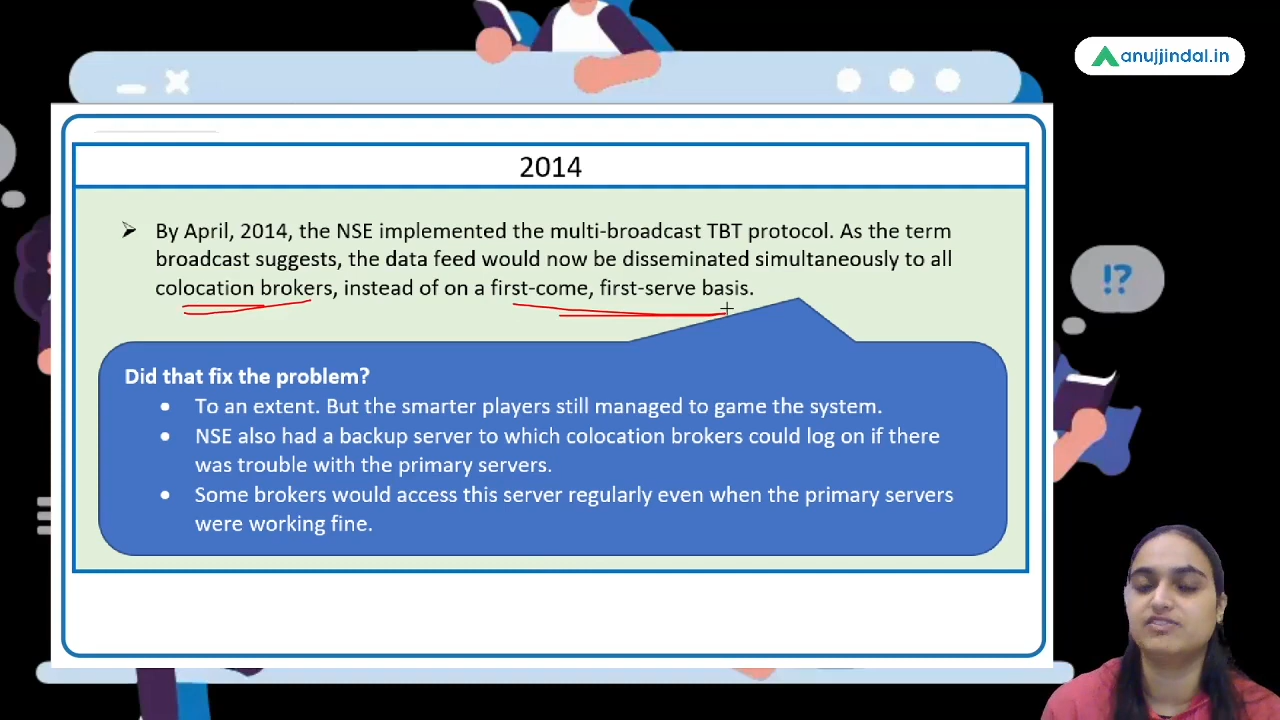 anujjindal.in
2014
➢ By April, 2014, the NSE implemented the multi-broadcast TBT protocol. As the term
broadcast suggests, the data feed would now be disseminated simultaneously to all
colocation brokers, instead of on a first-come, first-serve basis.
!?
Did that fix the problem?
• To an extent. But the smarter players still managed to game the system.
• NSE also had a backup server to which colocation brokers could log on if there
was trouble with the primary servers.
• Some brokers would access this server regularly even when the primary servers
were working fine.